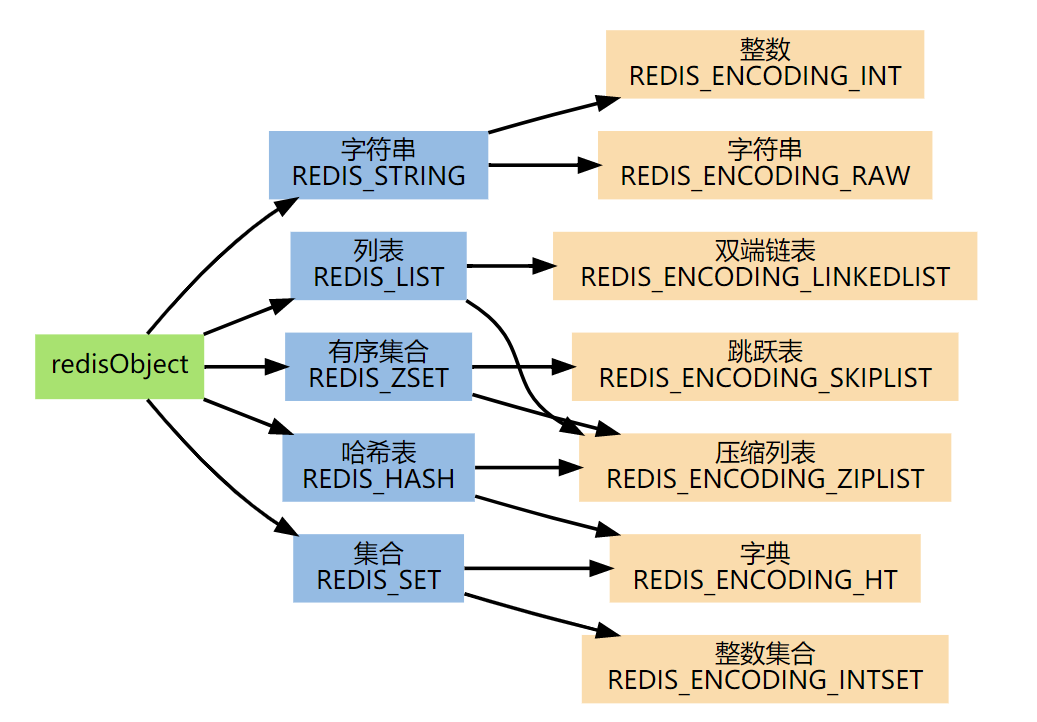 redisObject
字符串
REDIS_STRING
列表
REDIS_LIST
有序集合
REDIS_ZSET
哈希表
REDIS_HASH
集合
REDIS_SET
整数
REDIS_ENCODING_INT
字符串
REDIS_ENCODING_RAW
双端链表
REDIS_ENCODING_LINKEDLIST
跳跃表
REDIS_ENCODING_SKIPLIST
压缩列表
REDIS_ENCODING_ZIPLIST
字典
REDIS_ENCODING_HT
整数集合
REDIS_ENCODING_INTSET